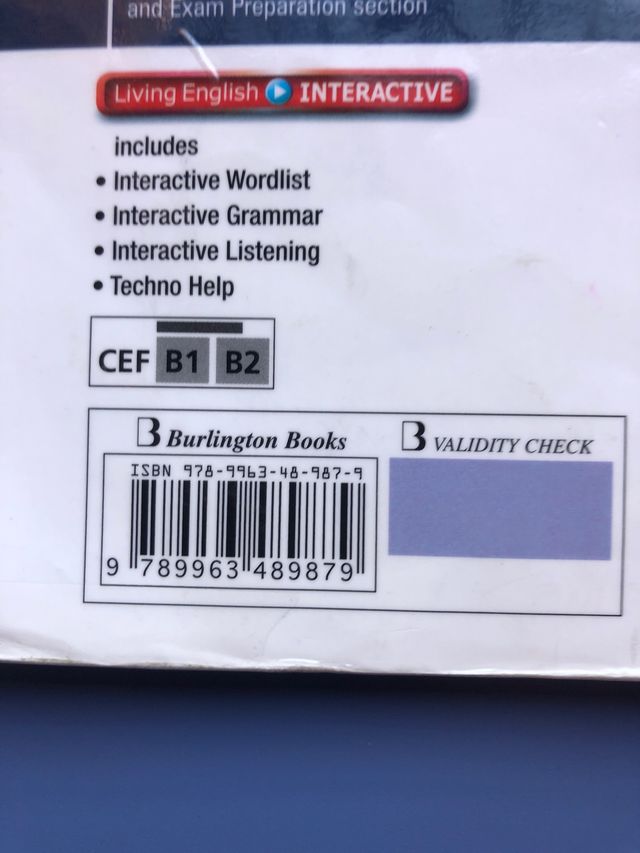 and Exam Preparation section
Living English INTERACTIVE
includes
• Interactive Wordlist
• Interactive Grammar
• Interactive Listening
• Techno Help
CEF B1 B2
B Burlington Books
B VALIDITY CHECK
ISBN 978-9963-48-987-9
9 789963 489879